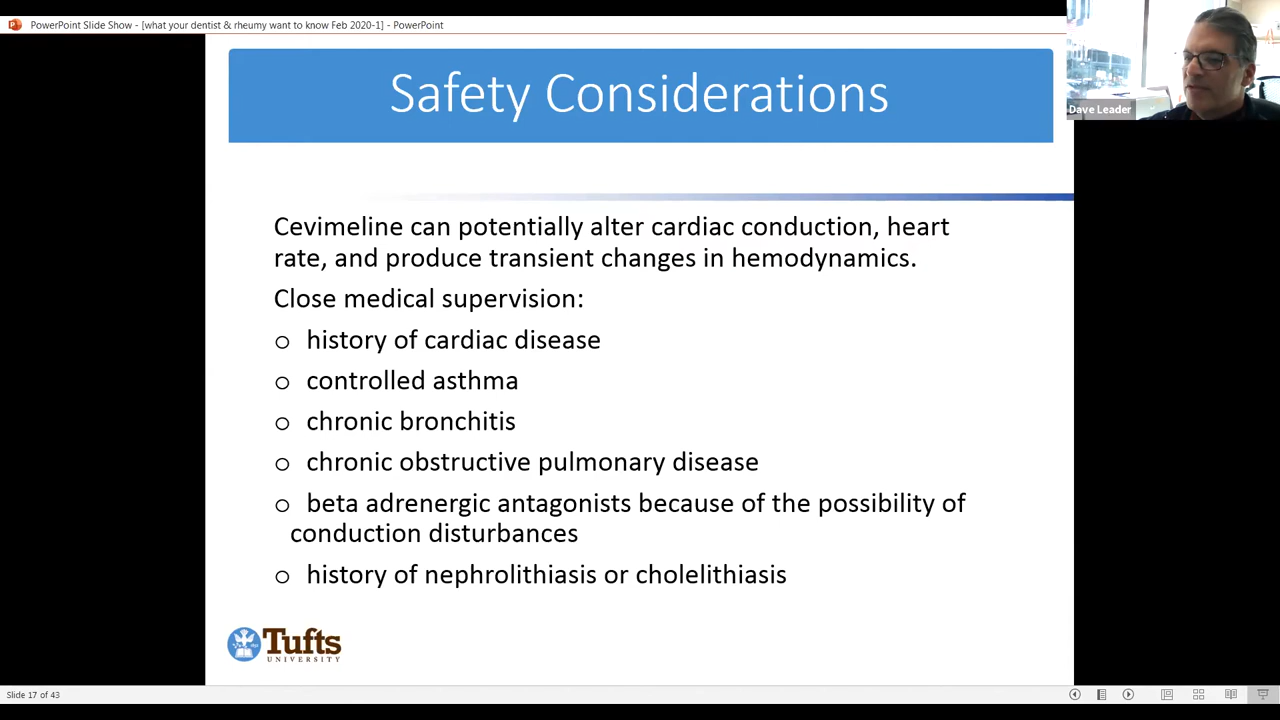 PowerPoint Slide Show - [what your dentist & rheumy want to know Feb 2020-1] - PowerPoint
Dave Leader
Safety Considerations
Cevimeline can potentially alter cardiac conduction, heart
rate, and produce transient changes in hemodynamics.
Close medical supervision:
o history of cardiac disease
o controlled asthma
o chronic bronchitis
o chronic obstructive pulmonary disease
o beta adrenergic antagonists because of the possibility of
conduction disturbances
o history of nephrolithiasis or cholelithiasis
Tufts
UNIVERSITY
Slide 17 of 43